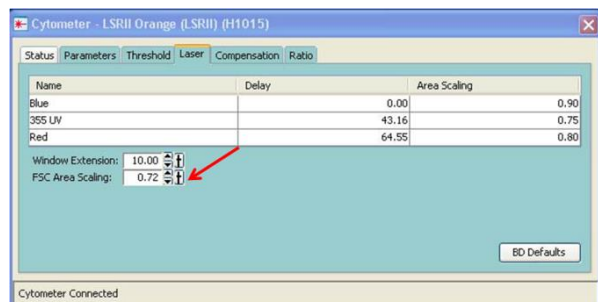 Cytometer - LSRII Orange (LSRII) (H1015)
Status Parameters Threshold Laser Compensation Ratio
Name Delay Area Scaling
Blue 0.00 0.90
355 UV 43.16 0.75
Red 64.55 0.80
Window Extension: 10.00
FSC Area Scaling: 0.72
BD Defaults
Cytometer Connected